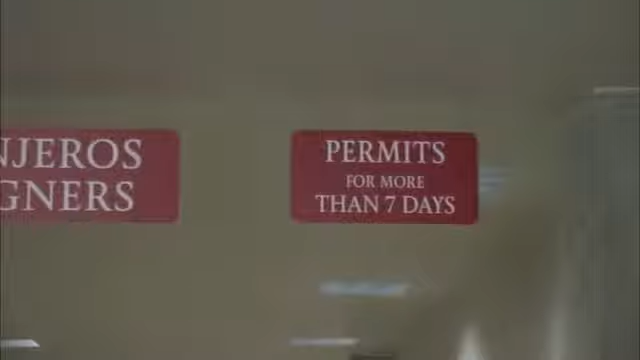 NJEROS
GNERS
PERMITS
FOR MORE
THAN 7 DAYS